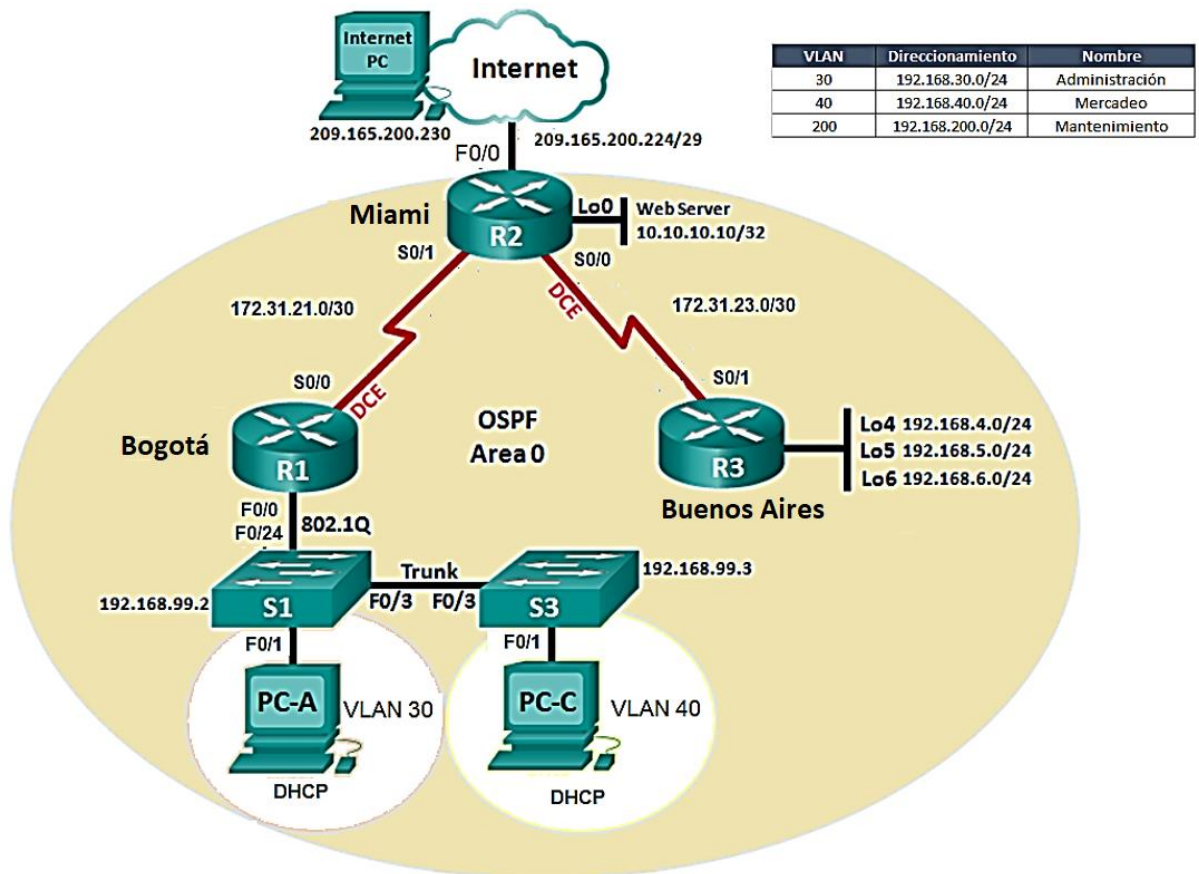 Internet
PC
Internet
209.165.200.230
209.165.200.224/29
F0/0
VLAN Direccionamiento Nombre
30 192.168.30.0/24 Administración
40 192.168.40.0/24 Mercadeo
200 192.168.200.0/24 Mantenimiento
Miami
R2
Lo0
Web Server
10.10.10.10/32
S0/1
S0/0
DCE
172.31.21.0/30
172.31.23.0/30
S0/0
DCE
S0/1
OSPF
Area 0
Bogotá
R1
R3
Buenos Aires
Lo4 192.168.4.0/24
Lo5 192.168.5.0/24
Lo6 192.168.6.0/24
F0/0
F0/24
802.1Q
Trunk
192.168.99.3
192.168.99.2
S1
F0/3
F0/3
S3
F0/1
F0/1
PC-A
VLAN 30
PC-C
VLAN 40
DHCP
DHCP